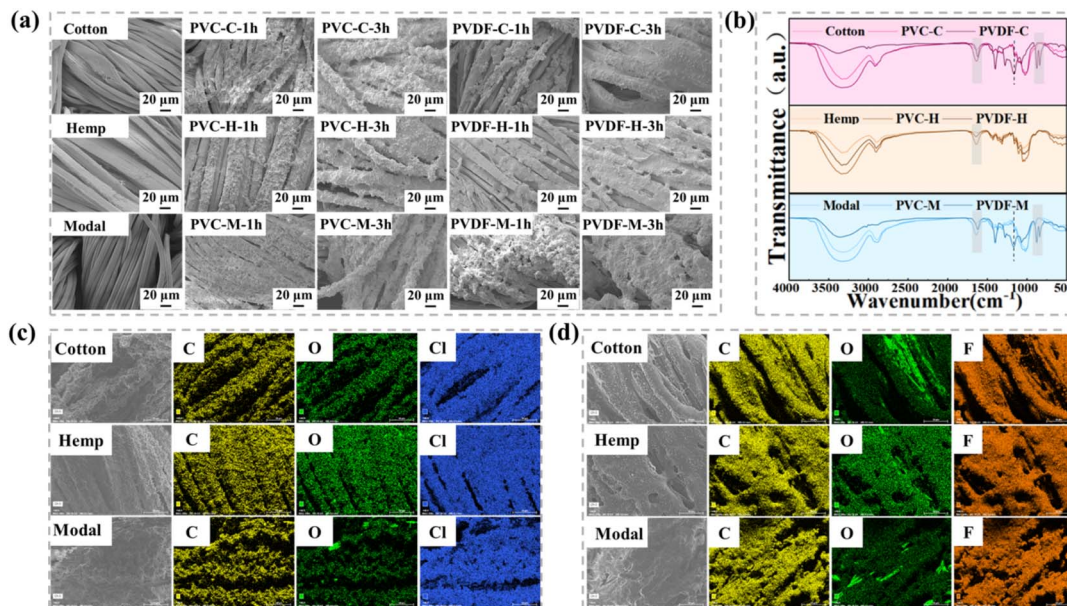 (a)
Cotton PVC-C-1h PVC-C-3h PVDF-C-1h PVDF-C-3h
20 μm 20 μm 20 μm 20 μm 20 μm
Hemp PVC-H-1h PVC-H-3h PVDF-H-1h PVDF-H-3h
20 μm 20 μm 20 μm 20 μm 20 μm
Modal PVC-M-1h PVC-M-3h PVDF-M-1h PVDF-M-3h
20 μm 20 μm 20 μm 20 μm 20 μm
(b)
Transmittance (a.u.)
Cotton PVC-C PVDF-C
Hemp PVC-H PVDF-H
Modal PVC-M PVDF-M
4000 3500 3000 2500 2000 1500 1000 500
Wavenumber(cm⁻¹)
(c)
Cotton C O Cl
Hemp C O Cl
Modal C O Cl
(d)
Cotton C O F
Hemp C O F
Modal C O F